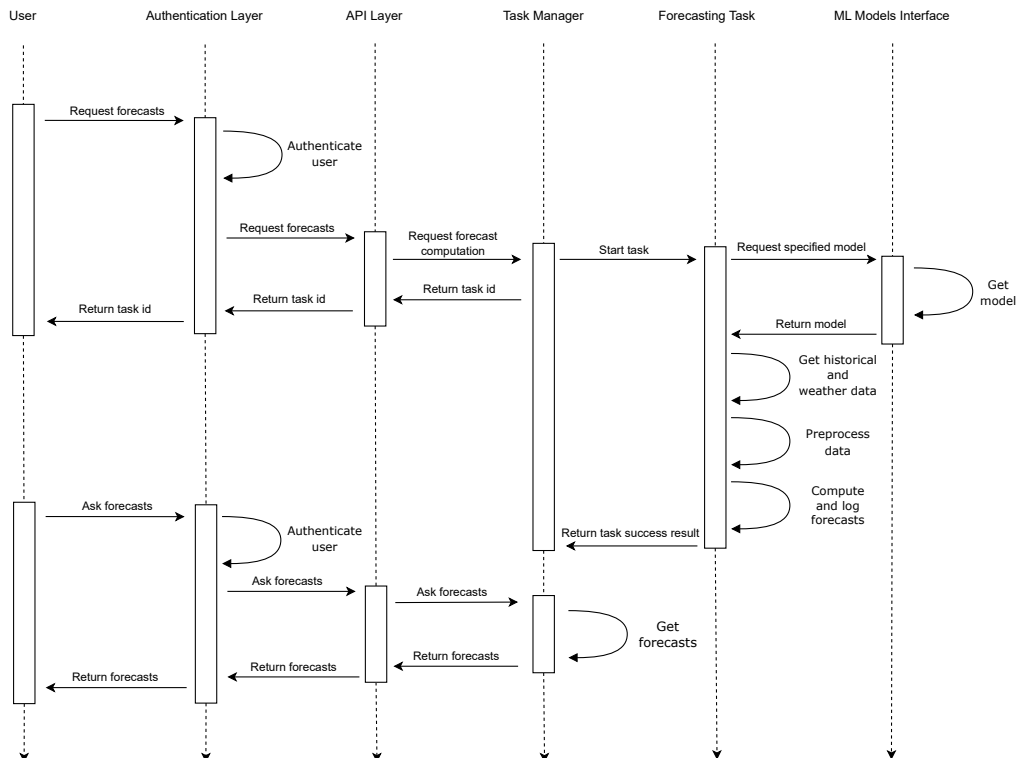 User
Authentication Layer
API Layer
Task Manager
Forecasting Task
ML Models Interface
Request forecasts
Authenticate
user
Request forecasts
Request forecast
computation
Start task
Request specified model
Get
model
Return task id
Return task id
Return task id
Return model
Get historical
and
weather data
Preprocess
data
Compute
and log
forecasts
Ask forecasts
Authenticate
user
Return task success result
Ask forecasts
Ask forecasts
Get
forecasts
Return forecasts
Return forecasts
Return forecasts